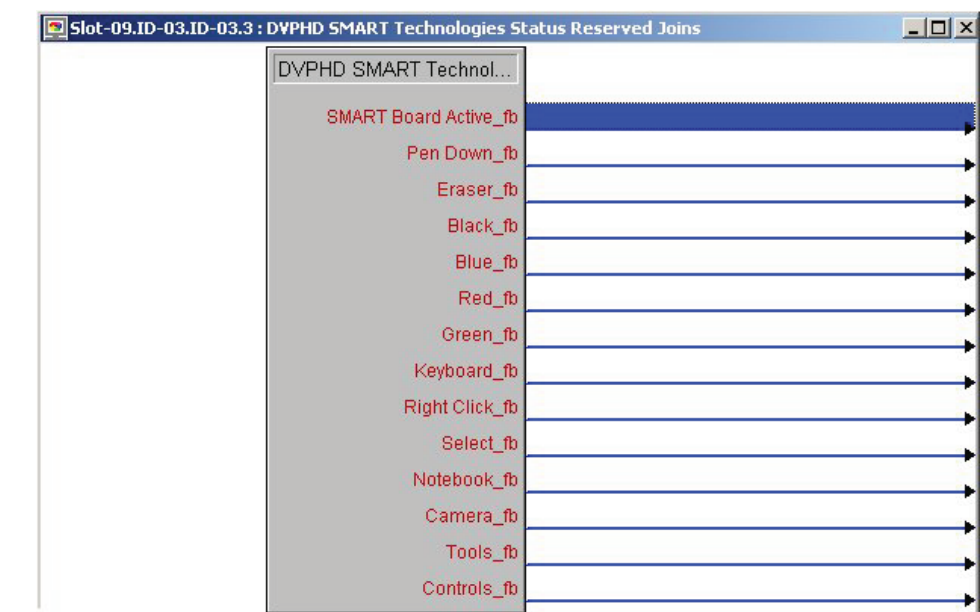 Slot-09.ID-03.ID-03.3 : DVPHD SMART Technologies Status Reserved Joins
DVPHD SMART Technol...
SMART Board Active_fb
Pen Down_fb
Eraser_fb
Black_fb
Blue_fb
Red_fb
Green_fb
Keyboard_fb
Right Click_fb
Select_fb
Notebook_fb
Camera_fb
Tools_fb
Controls_fb